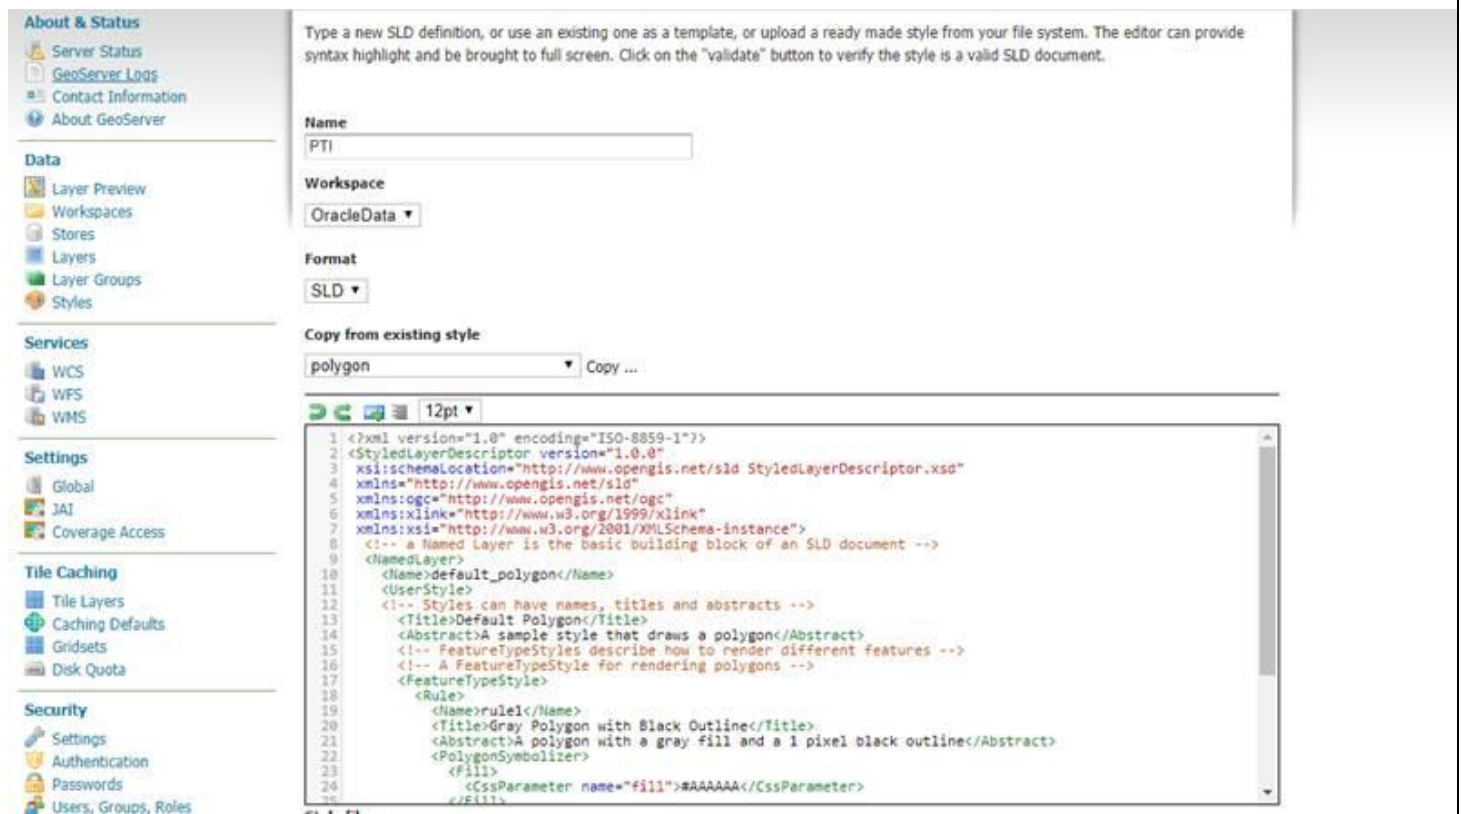 About & Status
Server Status
GeoServer Logs
Contact Information
About GeoServer
Data
Layer Preview
Workspaces
Stores
Layers
Layer Groups
Styles
Services
WCS
WFS
WMS
Settings
Global
JAI
Coverage Access
Tile Caching
Tile Layers
Caching Defaults
Gridsets
Disk Quota
Security
Settings
Authentication
Passwords
Users, Groups, Roles
Type a new SLD definition, or use an existing one as a template, or upload a ready made style from your file system. The editor can provide
syntax highlight and be brought to full screen. Click on the "validate" button to verify the style is a valid SLD document.
Name
PTI
Workspace
OracleData
Format
SLD
Copy from existing style
polygon Copy ...
12pt
1 <?xml version="1.0" encoding="ISO-8859-1"?>
2 <StyledLayerDescriptor version="1.0.0"
3 xsi:schemaLocation="http://www.opengis.net/sld StyledLayerDescriptor.xsd"
4 xmlns="http://www.opengis.net/sld"
5 xmlns:ogc="http://www.opengis.net/ogc"
6 xmlns:xlink="http://www.w3.org/1999/xlink"
7 xmlns:xsi="http://www.w3.org/2001/XMLSchema-instance">
8 <!-- a Named Layer is the basic building block of an SLD document -->
9 <NamedLayer>
10 <Name>default_polygon</Name>
11 <UserStyle>
12 <!-- Styles can have names, titles and abstracts -->
13 <Title>Default Polygon</Title>
14 <Abstract>A sample style that draws a polygon</Abstract>
15 <!-- FeatureTypeStyles describe how to render different features -->
16 <!-- A FeatureTypeStyle for rendering polygons -->
17 <FeatureTypeStyle>
18 <Rule>
19 <Name>rule1</Name>
20 <Title>Gray Polygon with Black Outline</Title>
21 <Abstract>A polygon with a gray fill and a 1 pixel black outline</Abstract>
22 <PolygonSymbolizer>
23 <Fill>
24 <CssParameter name="fill">#AAAAAA</CssParameter>
25 </Fill>